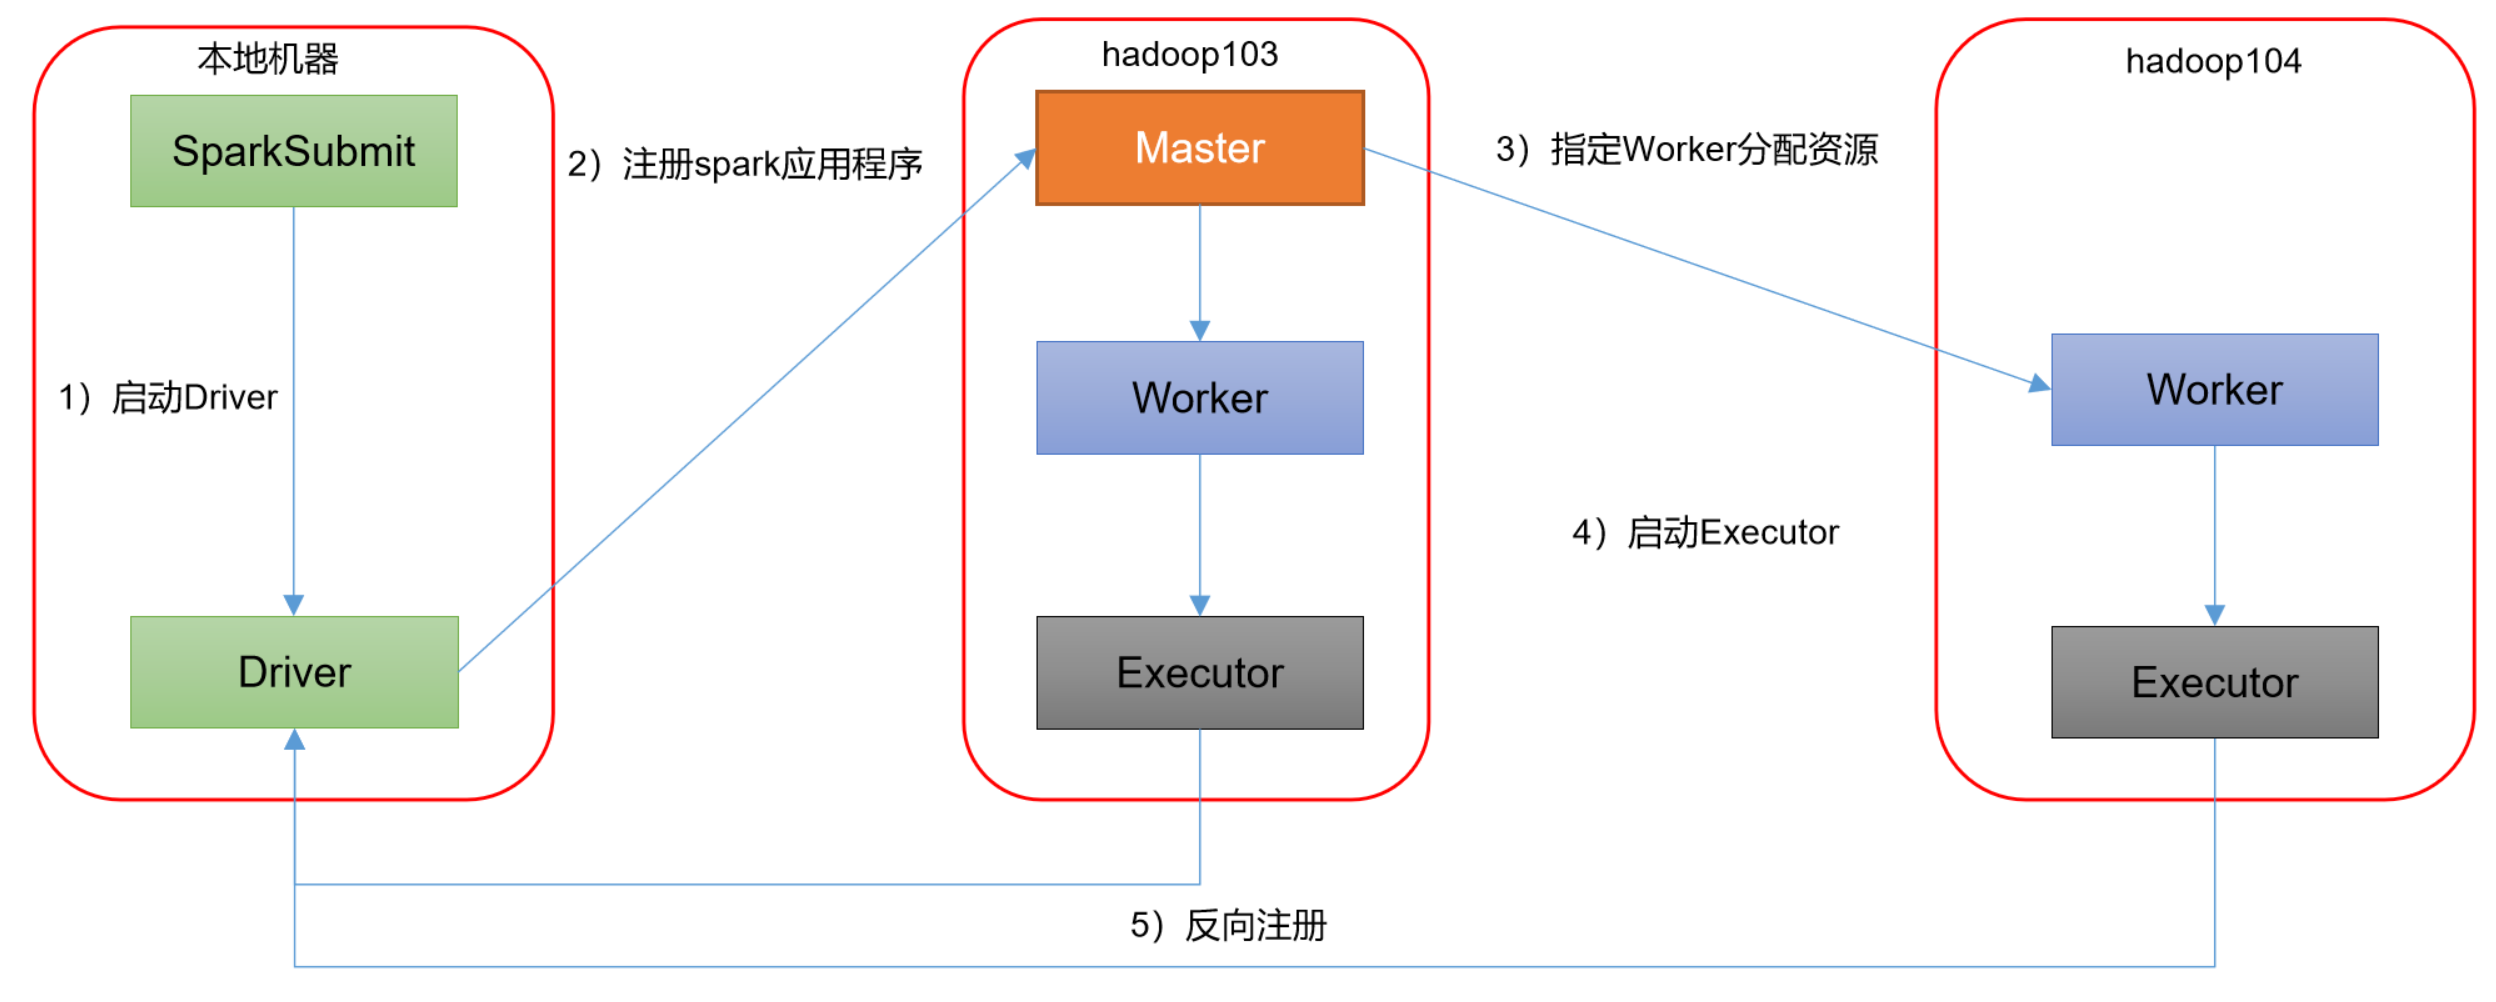 本地机器
SparkSubmit
1）启动Driver
Driver
2）注册spark应用程序
hadoop103
Master
Worker
Executor
3）指定Worker分配资源
4）启动Executor
hadoop104
Worker
Executor
5）反向注册